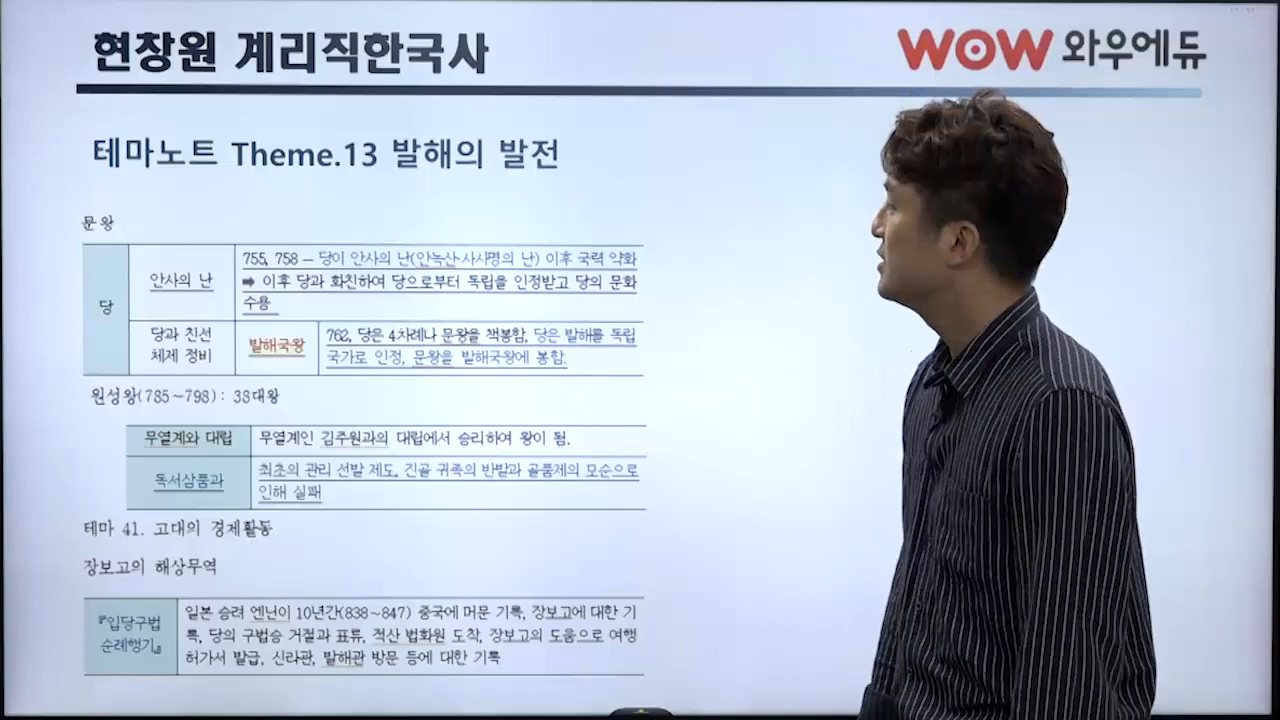 현창원 계리직한국사
WOW 와우에듀
테마노트 Theme.13 발해의 발전
문왕
당
안사의 난
755, 758 – 당이 안사의 난(안녹산·사사명의 난) 이후 국력 약화
➡ 이후 당과 화친하여 당으로부터 독립을 인정받고 당의 문화
수용
당과 친선
체제 정비
발해국왕
762, 당은 4차례나 문왕을 책봉함, 당은 발해를 독립
국가로 인정, 문왕을 발해국왕에 봉함.
원성왕(785~798) : 38대왕
무열계와 대립
무열계인 김주원과의 대립에서 승리하여 왕이 됨.
독서삼품과
최초의 관리 선발 제도, 진골 귀족의 반발과 골품제의 모순으로
인해 실패
테마 41. 고대의 경제활동
장보고의 해상무역
『입당구법
순례행기』
일본 승려 엔닌이 10년간(838~847) 중국에 머문 기록, 장보고에 대한 기
록, 당의 구법승 거절과 표류, 적산 법화원 도착, 장보고의 도움으로 여행
허가서 발급, 신라관, 발해관 방문 등에 대한 기록